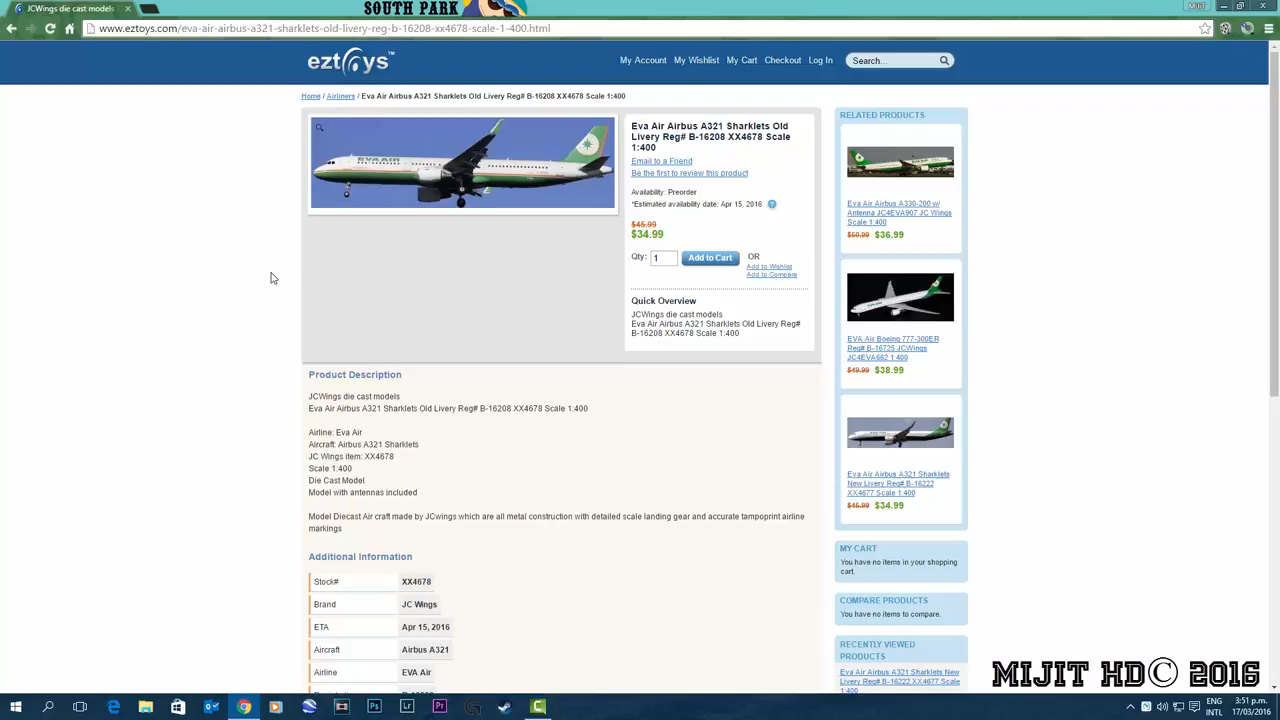 JCWings die cast models
SOUTH PARK
MiJiT
www.eztoys.com/eva-air-airbus-a321-sharklets-old-livery-reg-b-16208-xx4678-scale-1-400.html
eztoys™
My Account My Wishlist My Cart Checkout Log In
Search...
Home / Airliners / Eva Air Airbus A321 Sharklets Old Livery Reg# B-16208 XX4678 Scale 1:400
EVA AIR
Eva Air Airbus A321 Sharklets Old
Livery Reg# B-16208 XX4678 Scale
1:400
Email to a Friend
Be the first to review this product
Availability: Preorder
*Estimated availability date: Apr 15, 2016 ?
$45.99
$34.99
Qty: 1 Add to Cart OR
Add to Wishlist
Add to Compare
Quick Overview
JCWings die cast models
Eva Air Airbus A321 Sharklets Old Livery Reg#
B-16208 XX4678 Scale 1:400
Product Description
JCWings die cast models
Eva Air Airbus A321 Sharklets Old Livery Reg# B-16208 XX4678 Scale 1:400
Airline: Eva Air
Aircraft: Airbus A321 Sharklets
JC Wings item: XX4678
Scale 1:400
Die Cast Model
Model with antennas included
Model Diecast Air craft made by JCwings which are all metal construction with detailed scale landing gear and accurate tampoprint airline
markings
Additional Information
Stock# XX4678
Brand JC Wings
ETA Apr 15, 2016
Aircraft Airbus A321
Airline EVA Air
RELATED PRODUCTS
Eva Air Airbus A330-200 w/
Antenna JC4EVA907 JC Wings
Scale 1:400
$50.99 $36.99
EVA Air Boeing 777-300ER
Reg# B-16725 JCWings
JC4EVA662 1:400
$49.99 $38.99
Eva Air Airbus A321 Sharklets
New Livery Reg# B-16222
XX4677 Scale 1:400
$45.99 $34.99
MY CART
You have no items in your shopping
cart.
COMPARE PRODUCTS
You have no items to compare.
RECENTLY VIEWED
PRODUCTS
Eva Air Airbus A321 Sharklets New
Livery Reg# B-16222 XX4677 Scale
1:400
MIJIT HD© 2016
Ps
Lr
Pr
ENG
INTL
3:51 p.m.
17/03/2016